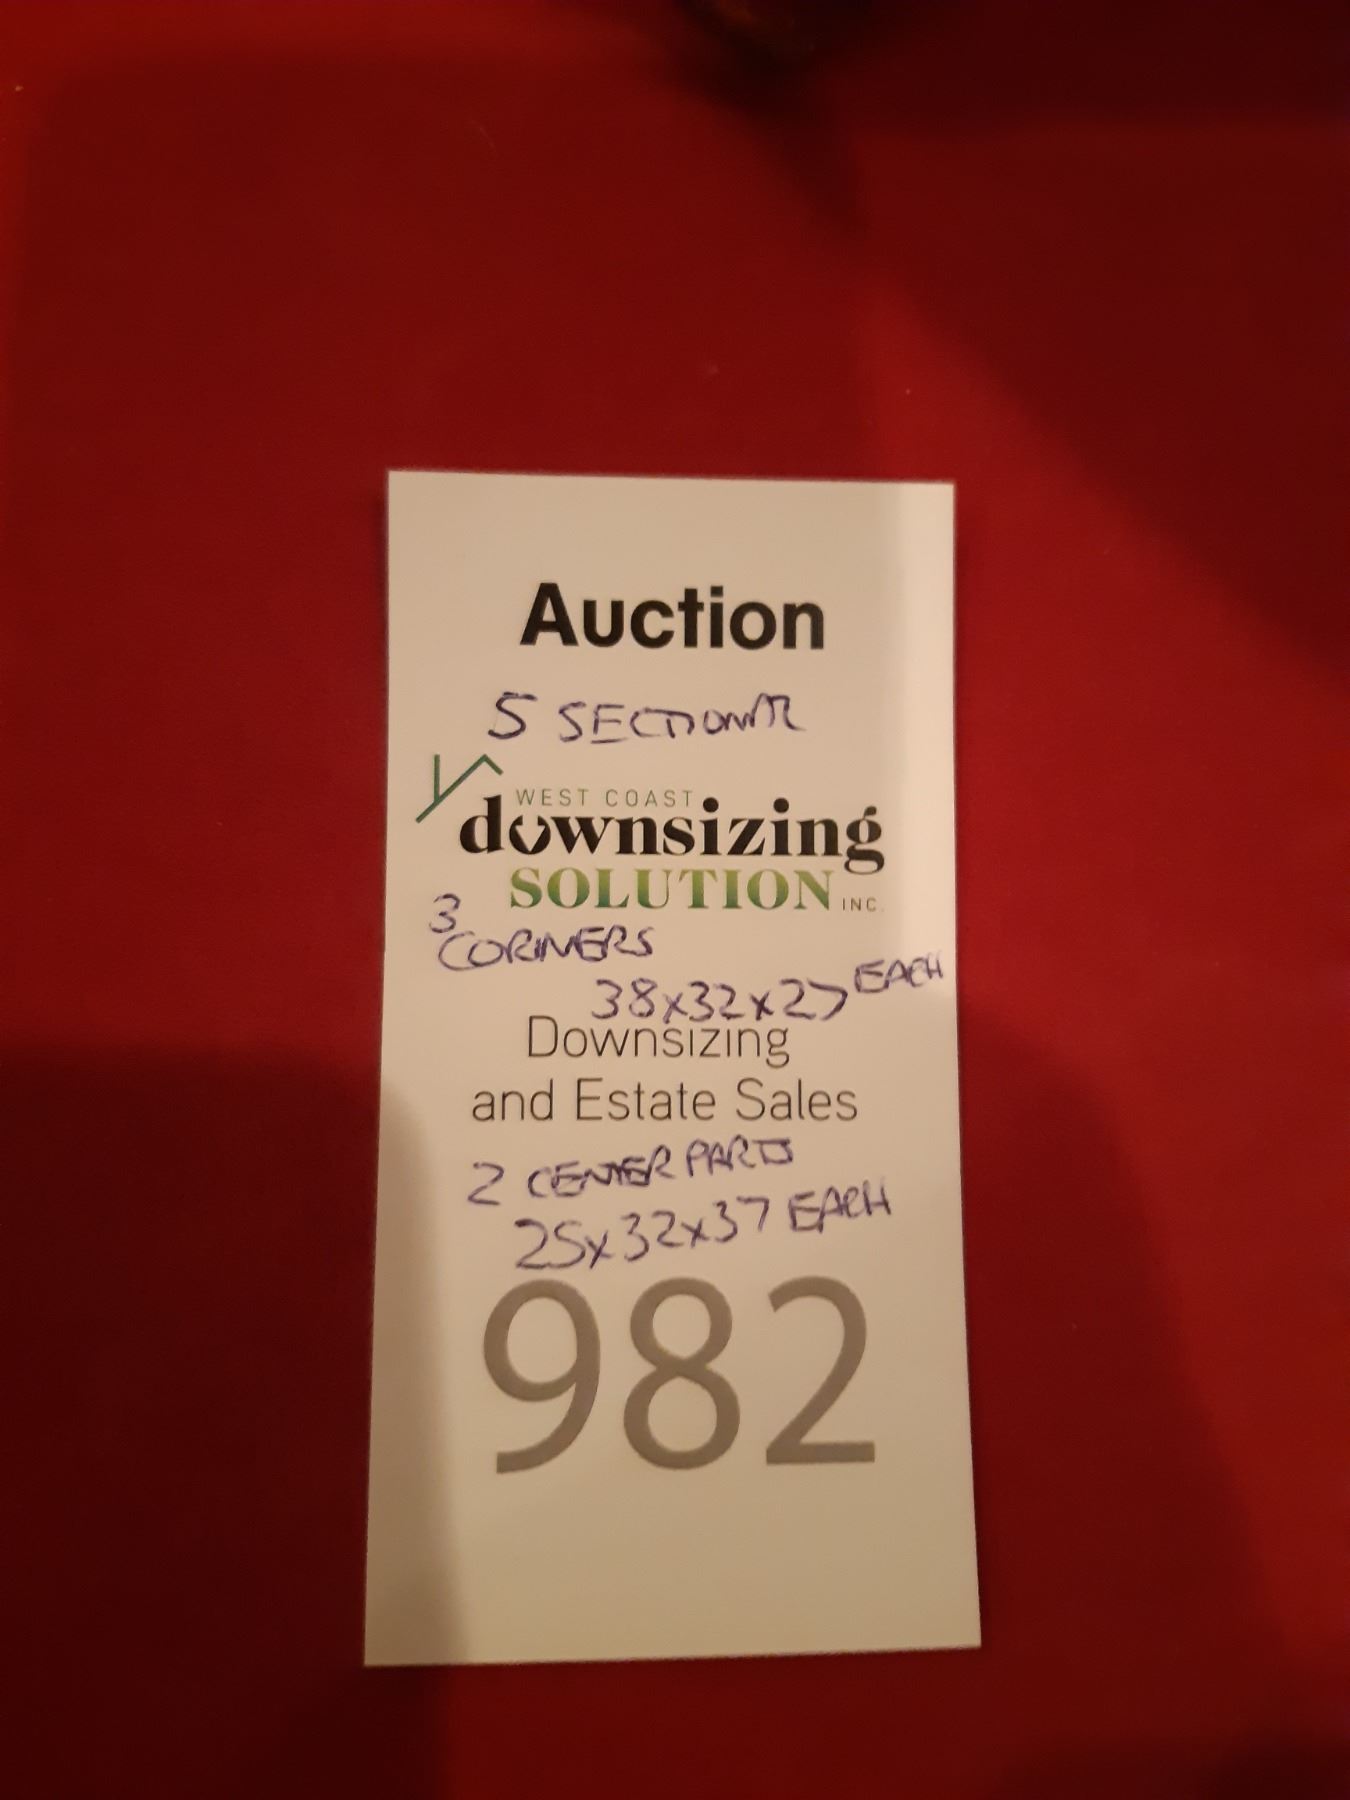 Auction
5 SECTIONAL
WEST COAST
downsizing
SOLUTION INC.
3
CORNERS
38x32x27 EACH
Downsizing
and Estate Sales
2 CENTER PARTS
25x32x37 EACH
982